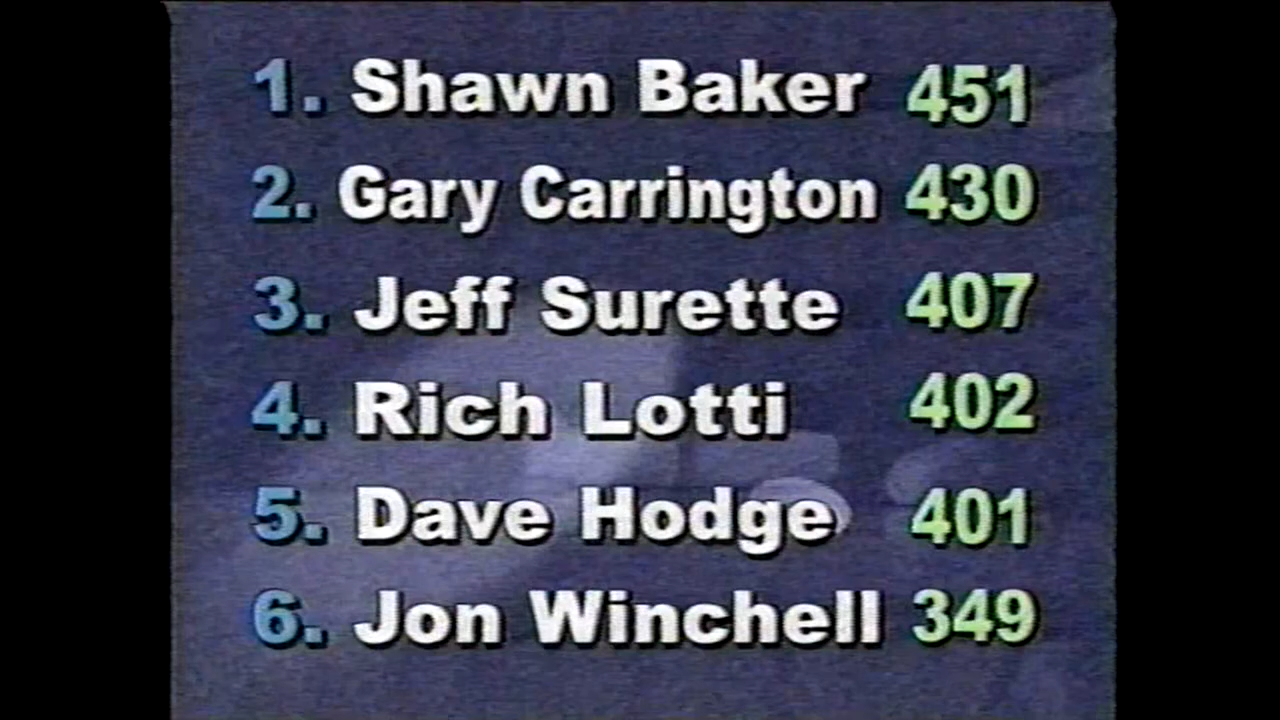 1. Shawn Baker 451
2. Gary Carrington 430
3. Jeff Surette 407
4. Rich Lotti 402
5. Dave Hodge 401
6. Jon Winchell 349